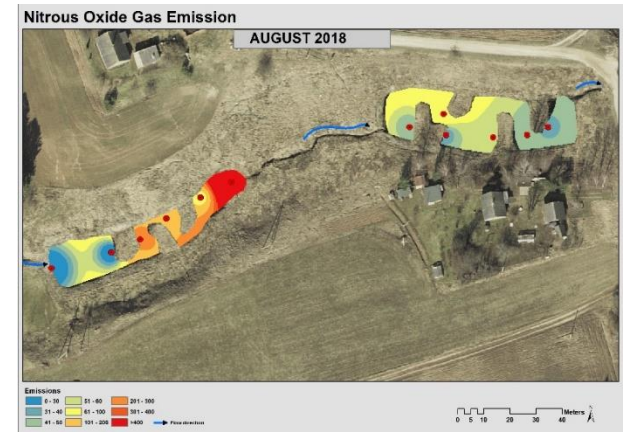 Nitrous Oxide Gas Emission
AUGUST 2018
Emissions
0 - 30 51 - 60 201 - 300
31 - 40 61 - 100 301 - 400
41 - 50 101 - 200 >400 Flow direction
0 5 10 20 30 40 Meters